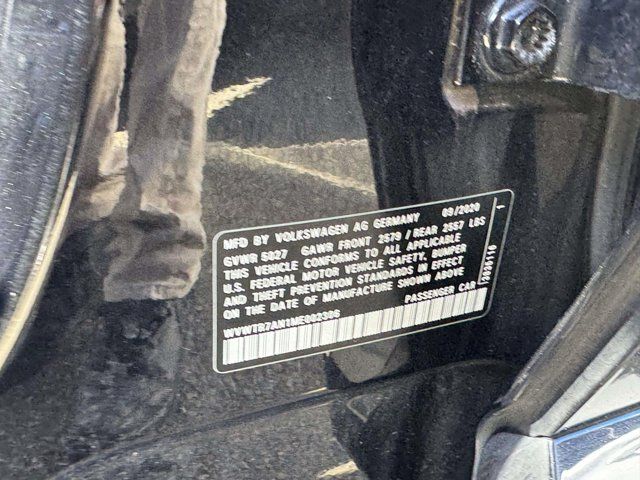 MFD BY VOLKSWAGEN AG GERMANY 09/2020 1
GVWR 5027 GAWR FRONT 2579 / REAR 2557 LBS
THIS VEHICLE CONFORMS TO ALL APPLICABLE
U.S. FEDERAL MOTOR VEHICLE SAFETY, BUMPER
AND THEFT PREVENTION STANDARDS IN EFFECT
ON THE DATE OF MANUFACTURE SHOWN ABOVE
PASSENGER CAR